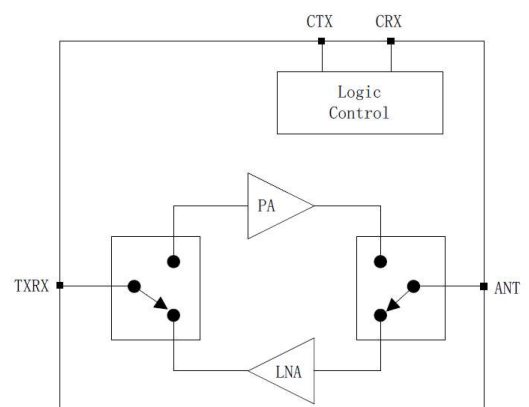 CTX
CRX
Logic
Control
PA
TXRX
ANT
LNA